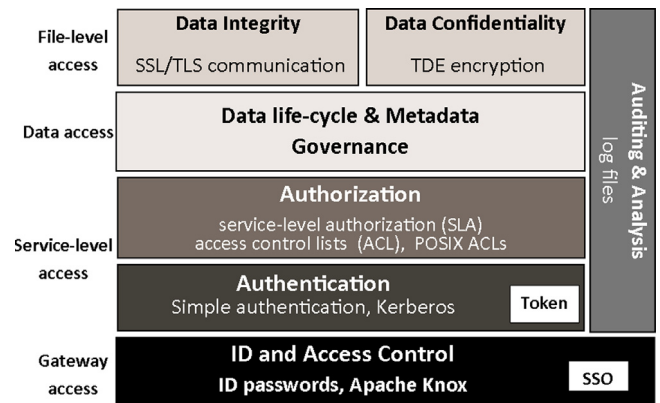 File-level
access
Data Integrity
SSL/TLS communication
Data Confidentiality
TDE encryption
Data access
Data life-cycle & Metadata
Governance
Service-level
access
Authorization
service-level authorization (SLA)
access control lists (ACL), POSIX ACLs
Authentication
Simple authentication, Kerberos
Token
Auditing & Analysis
log files
Gateway
access
ID and Access Control
ID passwords, Apache Knox
SSO